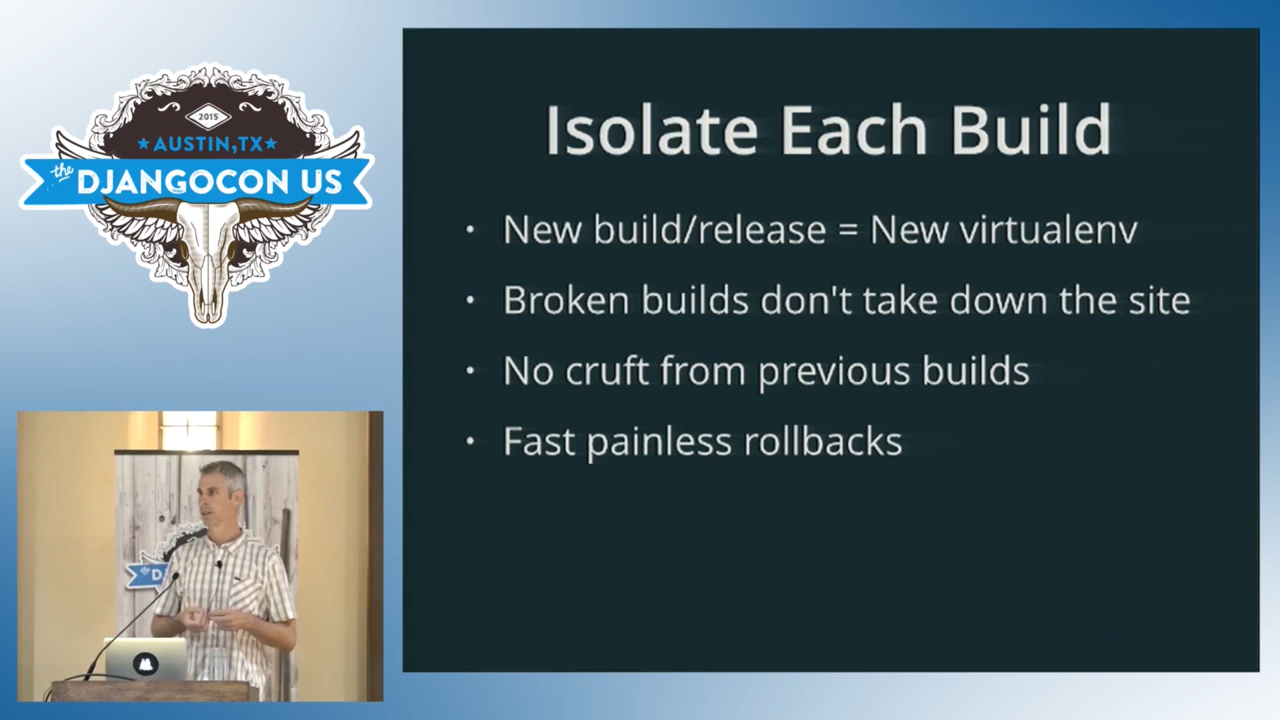 2015
AUSTIN, TX
the
DJANGOCON US
Isolate Each Build
• New build/release = New virtualenv
• Broken builds don't take down the site
• No cruft from previous builds
• Fast painless rollbacks
the
D